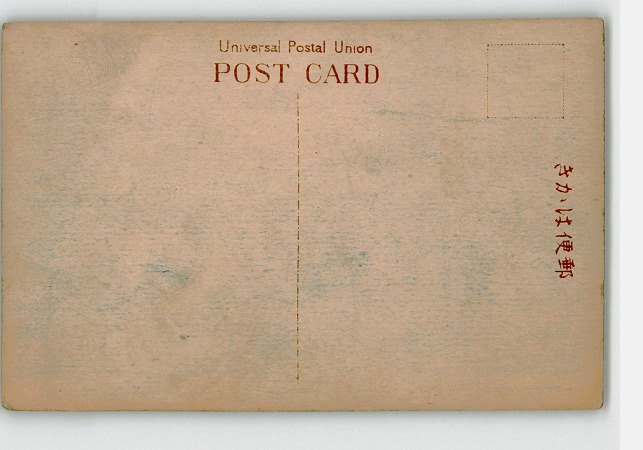 Universal Postal Union
POST CARD
きかは便郵